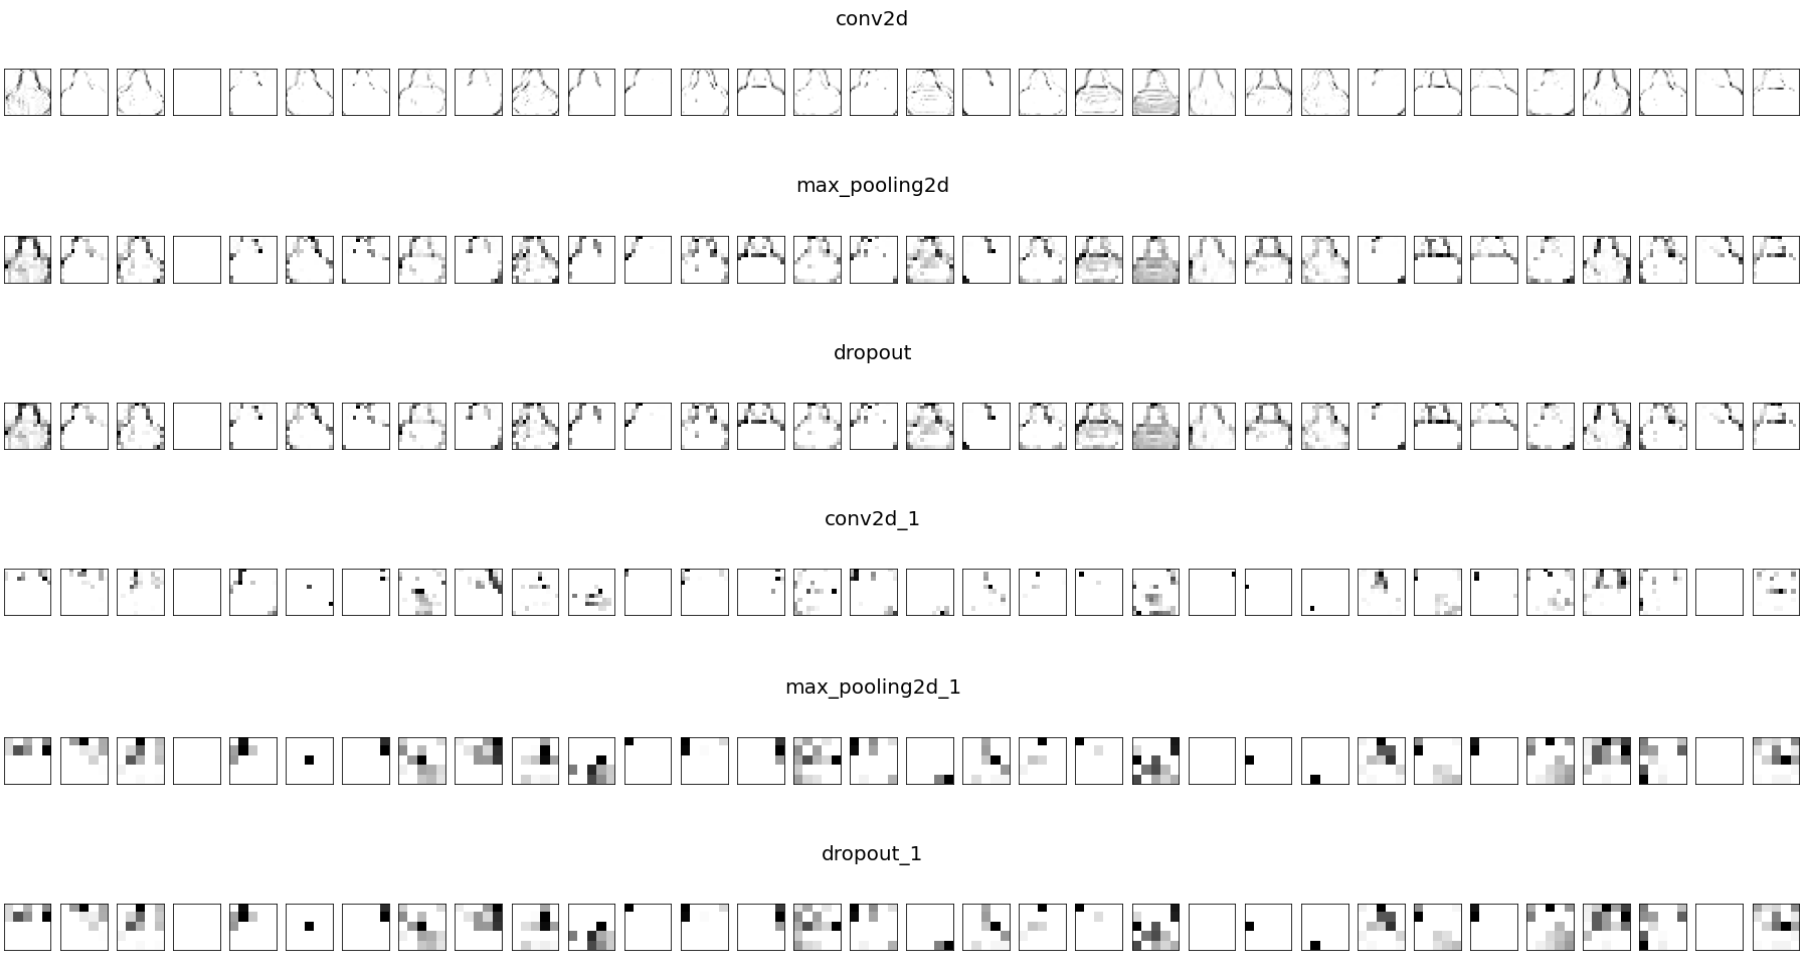 conv2d
max_pooling2d
dropout
conv2d_1
max_pooling2d_1
dropout_1